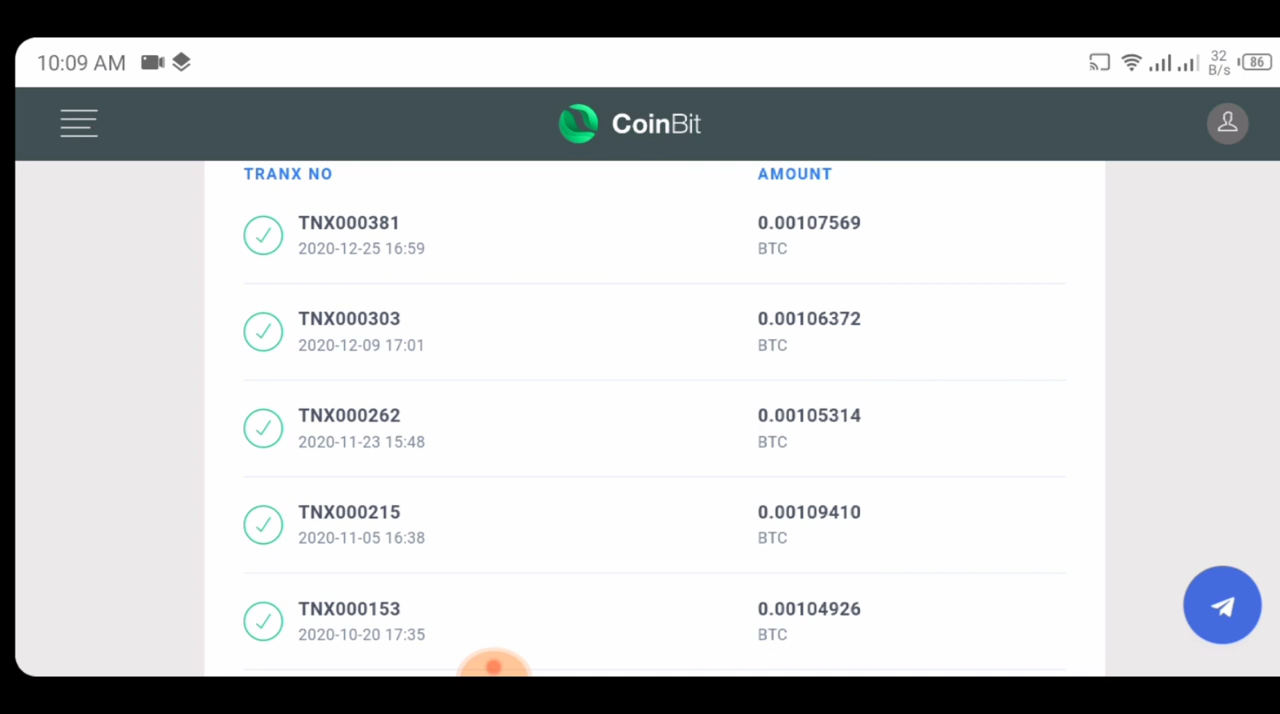 10:09 AM
32
B/s
86
CoinBit
TRANX NO AMOUNT
TNX000381 0.00107569
2020-12-25 16:59 BTC
TNX000303 0.00106372
2020-12-09 17:01 BTC
TNX000262 0.00105314
2020-11-23 15:48 BTC
TNX000215 0.00109410
2020-11-05 16:38 BTC
TNX000153 0.00104926
2020-10-20 17:35 BTC